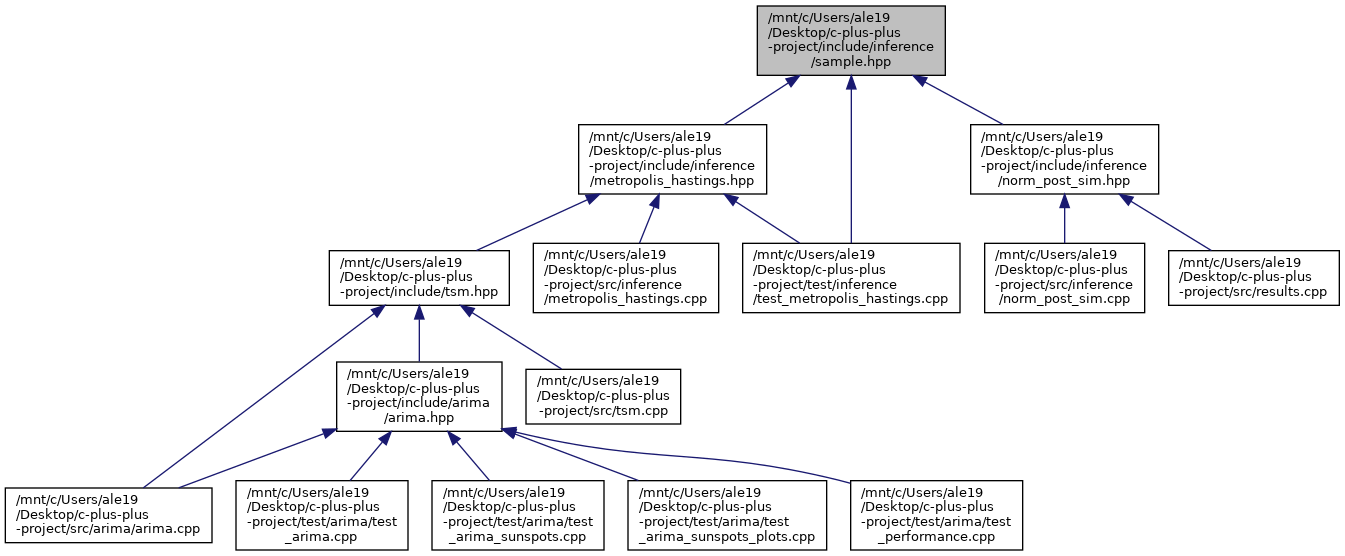 /mnt/c/Users/ale19
/Desktop/c-plus-plus
-project/include/inference
/sample.hpp
/mnt/c/Users/ale19
/Desktop/c-plus-plus
-project/include/inference
/metropolis_hastings.hpp
/mnt/c/Users/ale19
/Desktop/c-plus-plus
-project/include/inference
/norm_post_sim.hpp
/mnt/c/Users/ale19
/Desktop/c-plus-plus
-project/include/tsm.hpp
/mnt/c/Users/ale19
/Desktop/c-plus-plus
-project/src/inference
/metropolis_hastings.cpp
/mnt/c/Users/ale19
/Desktop/c-plus-plus
-project/test/inference
/test_metropolis_hastings.cpp
/mnt/c/Users/ale19
/Desktop/c-plus-plus
-project/src/inference
/norm_post_sim.cpp
/mnt/c/Users/ale19
/Desktop/c-plus-plus
-project/src/results.cpp
/mnt/c/Users/ale19
/Desktop/c-plus-plus
-project/include/arima
/arima.hpp
/mnt/c/Users/ale19
/Desktop/c-plus-plus
-project/src/tsm.cpp
/mnt/c/Users/ale19
/Desktop/c-plus-plus
-project/src/arima/arima.cpp
/mnt/c/Users/ale19
/Desktop/c-plus-plus
-project/test/arima/test
_arima.cpp
/mnt/c/Users/ale19
/Desktop/c-plus-plus
-project/test/arima/test
_arima_sunspots.cpp
/mnt/c/Users/ale19
/Desktop/c-plus-plus
-project/test/arima/test
_arima_sunspots_plots.cpp
/mnt/c/Users/ale19
/Desktop/c-plus-plus
-project/test/arima/test
_performance.cpp